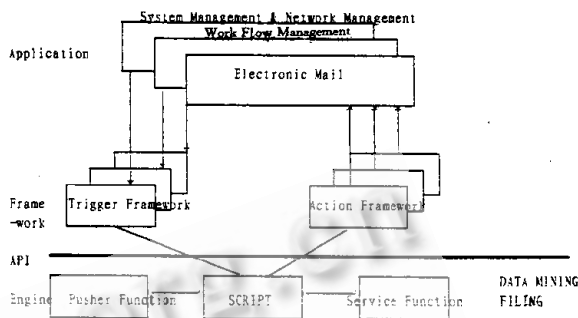 System Management & Network Management
Work Flow Management
Application
Electronic Mail
Frame
-work
Trigger Framework
Action Framework
API
Engine
Pusher Function
SCRIPT
Service Function
DATA MINING
FILING